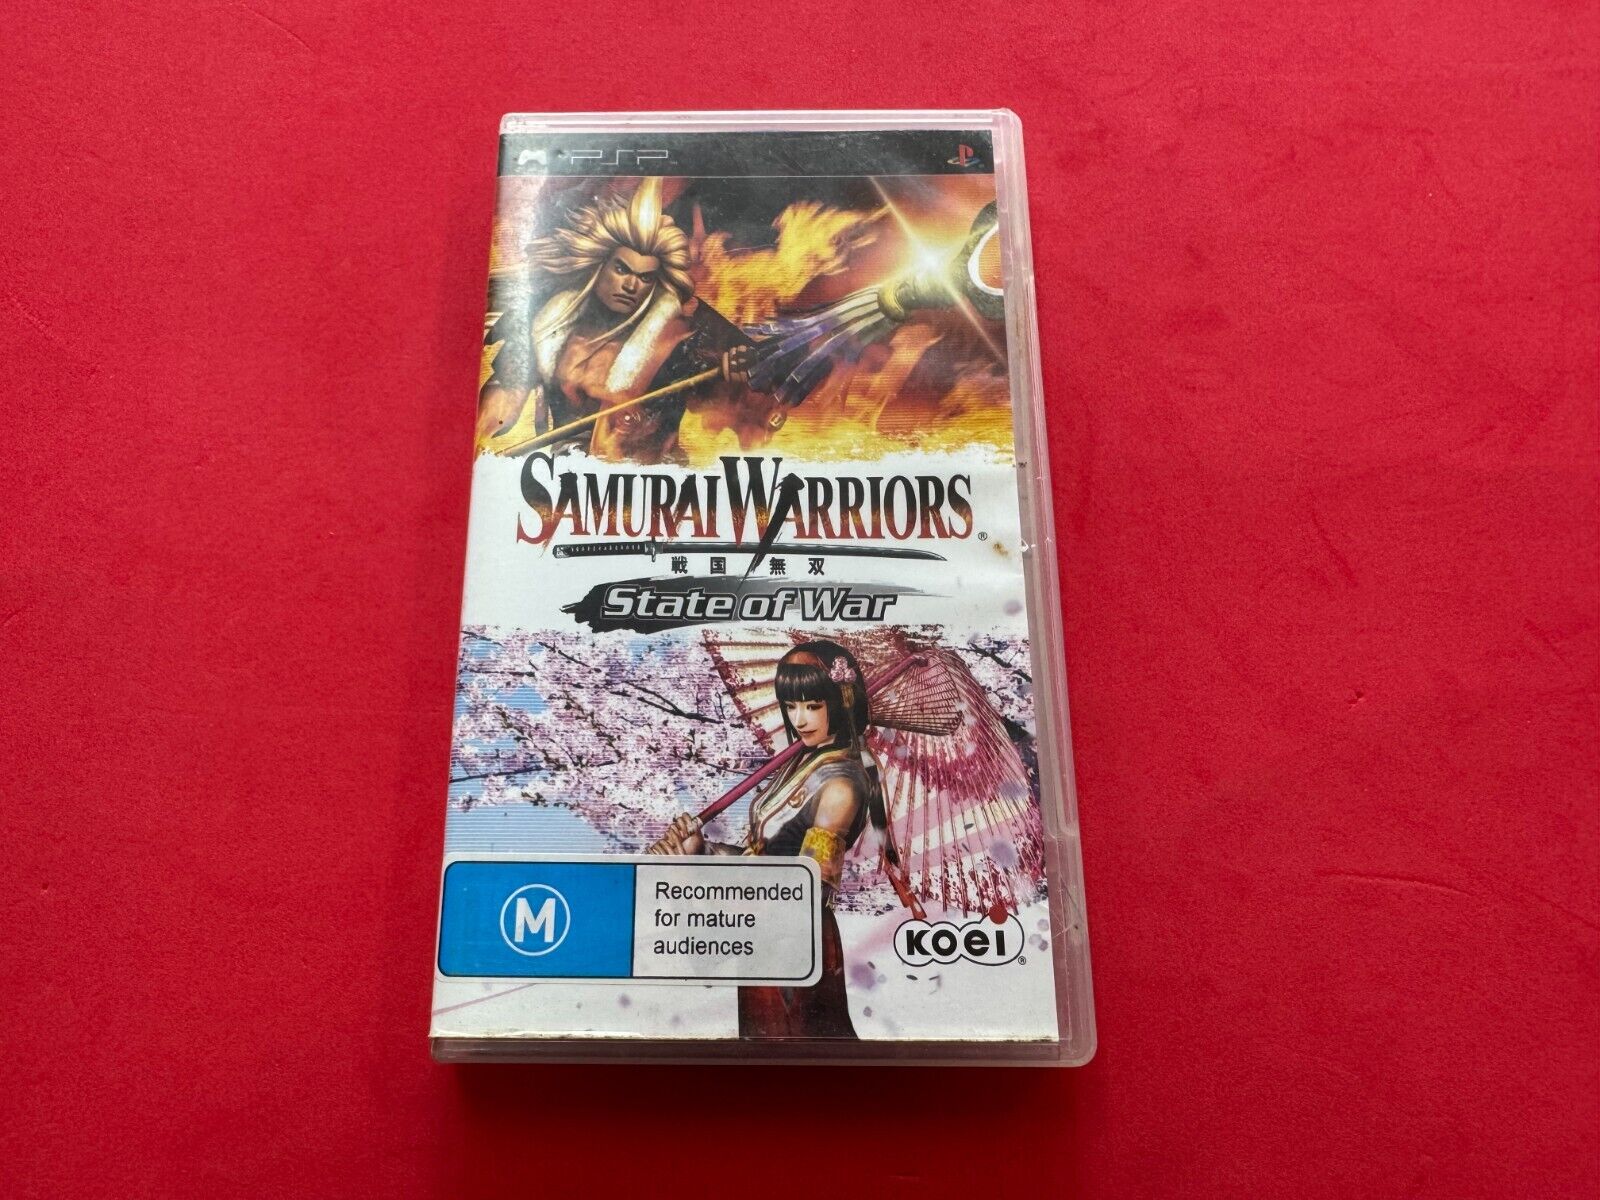 PSP
SAMURAI WARRIORS®
戦国無双
State of War
M
Recommended
for mature
audiences
KOEI®